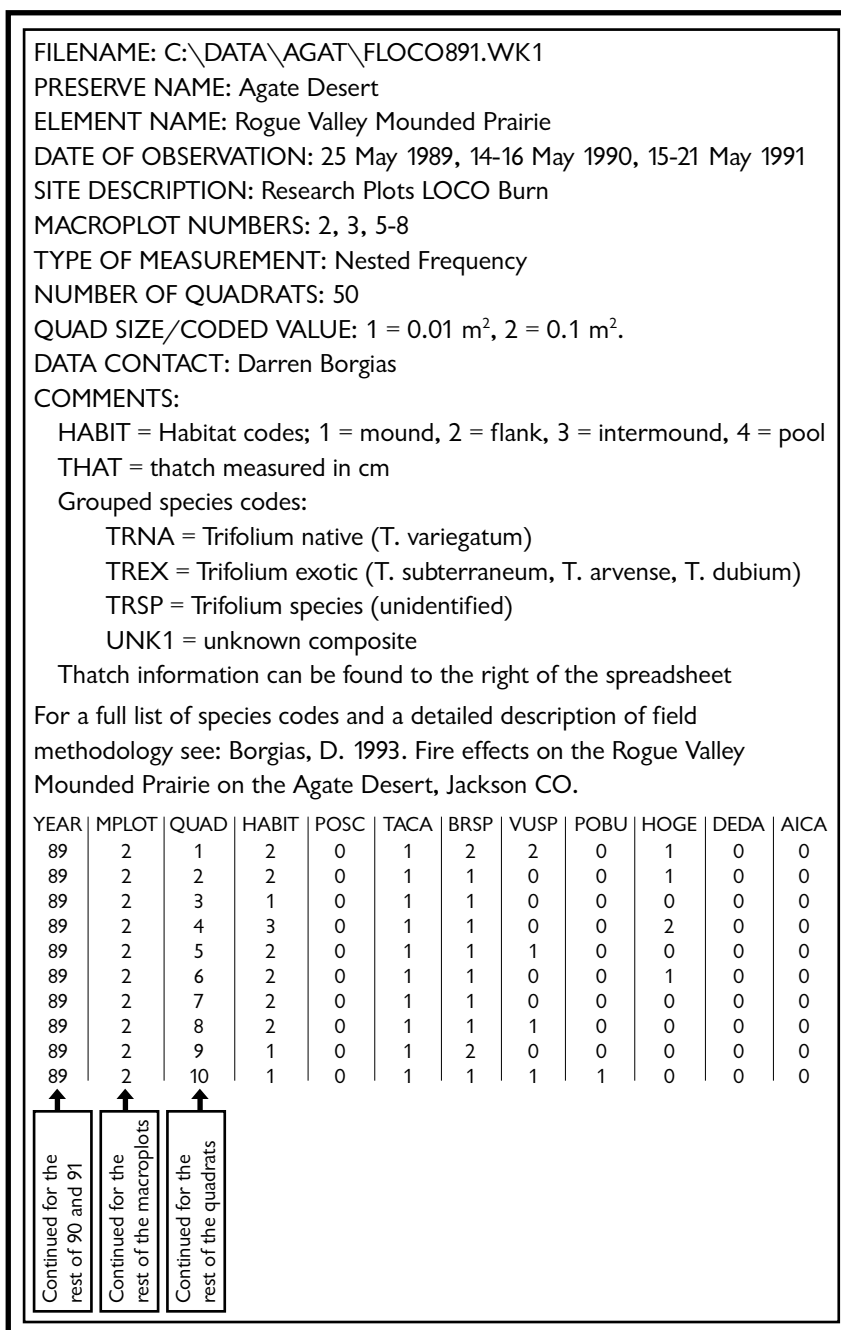 FILENAME: C:\DATA\AGAT\FLOCO891.WK1
PRESERVE NAME: Agate Desert
ELEMENT NAME: Rogue Valley Mounded Prairie
DATE OF OBSERVATION: 25 May 1989, 14-16 May 1990, 15-21 May 1991
SITE DESCRIPTION: Research Plots LOCO Burn
MACROPLOT NUMBERS: 2, 3, 5-8
TYPE OF MEASUREMENT: Nested Frequency
NUMBER OF QUADRATS: 50
QUAD SIZE/CODED VALUE: 1 = 0.01 m², 2 = 0.1 m².
DATA CONTACT: Darren Borgias
COMMENTS:
HABIT = Habitat codes; 1 = mound, 2 = flank, 3 = intermound, 4 = pool
THAT = thatch measured in cm
Grouped species codes:
TRNA = Trifolium native (T. variegatum)
TREX = Trifolium exotic (T. subterraneum, T. arvense, T. dubium)
TRSP = Trifolium species (unidentified)
UNK1 = unknown composite
Thatch information can be found to the right of the spreadsheet
For a full list of species codes and a detailed description of field
methodology see: Borgias, D. 1993. Fire effects on the Rogue Valley
Mounded Prairie on the Agate Desert, Jackson CO.
YEAR | MPLOT | QUAD | HABIT | POSC | TACA | BRSP | VUSP | POBU | HOGE | DEDA | AICA
89 | 2 | 1 | 2 | 0 | 1 | 2 | 2 | 0 | 1 | 0 | 0
89 | 2 | 2 | 2 | 0 | 1 | 1 | 0 | 0 | 1 | 0 | 0
89 | 2 | 3 | 1 | 0 | 1 | 1 | 0 | 0 | 0 | 0 | 0
89 | 2 | 4 | 3 | 0 | 1 | 1 | 0 | 0 | 2 | 0 | 0
89 | 2 | 5 | 2 | 0 | 1 | 1 | 1 | 0 | 0 | 0 | 0
89 | 2 | 6 | 2 | 0 | 1 | 1 | 0 | 0 | 1 | 0 | 0
89 | 2 | 7 | 2 | 0 | 1 | 1 | 0 | 0 | 0 | 0 | 0
89 | 2 | 8 | 2 | 0 | 1 | 1 | 1 | 0 | 0 | 0 | 0
89 | 2 | 9 | 1 | 0 | 1 | 2 | 0 | 0 | 0 | 0 | 0
89 | 2 | 10 | 1 | 0 | 1 | 1 | 1 | 1 | 0 | 0 | 0
Continued for the
rest of 90 and 91
Continued for the
rest of the macroplots
Continued for the
rest of the quadrats